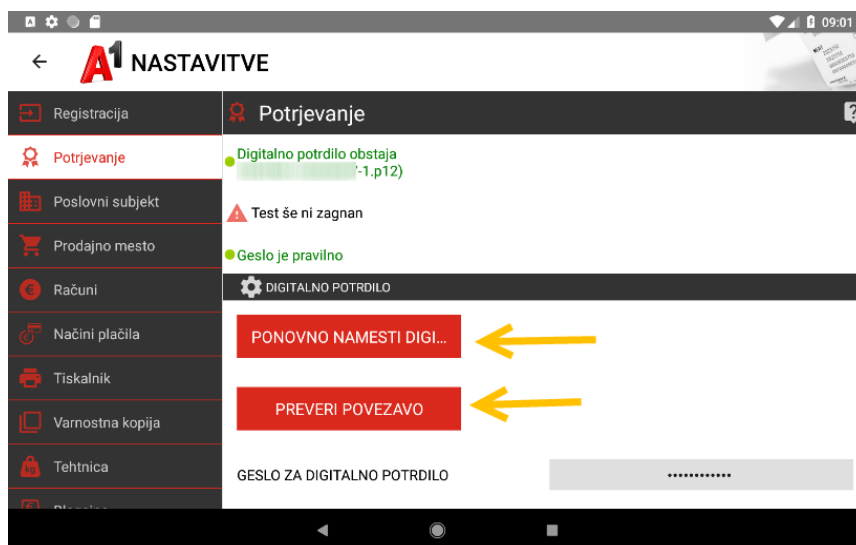 09:01
A1 NASTAVITVE
Registracija
Potrjevanje
Poslovni subjekt
Prodajno mesto
Računi
Načini plačila
Tiskalnik
Varnostna kopija
Tehtnica
Potrjevanje
Digitalno potrdilo obstaja
-1.p12)
Test še ni zagnan
Geslo je pravilno
DIGITALNO POTRDILO
PONOVNO NAMESTI DIGI...
PREVERI POVEZAVO
GESLO ZA DIGITALNO POTRDILO
••••••••••••